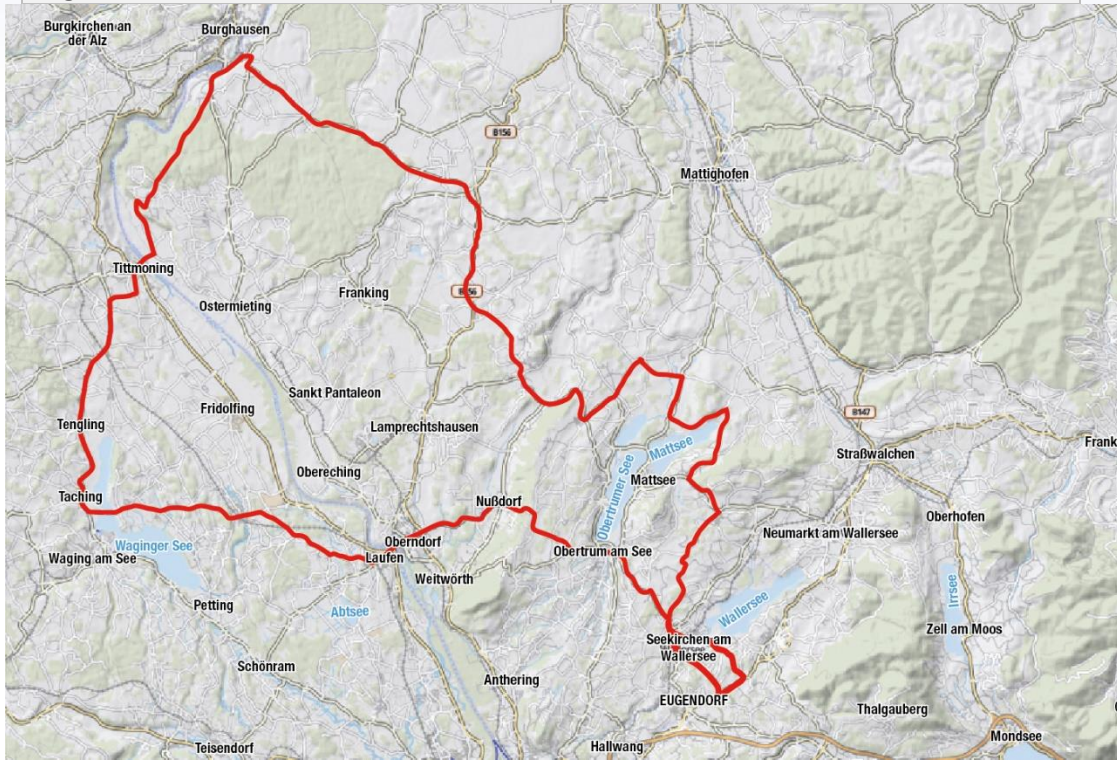 Burgkirchen an
der Alz
Burghausen
B156
Mattighofen
Tittmoning
Ostermieting
Franking
B156
Sankt Pantaleon
Fridolfing
Tengling
Lamprechtshausen
B147
Straßwalchen
Frank
Mattsee
Obereching
Mattsee
Obertrumer See
Taching
Nußdorf
Oberhofen
Neumarkt am Wallersee
Waginger See
Oberndorf
Laufen
Obertrum am See
Waging am See
Weitwörth
Petting
Abtsee
Wallersee
Irrsee
Zell am Moos
Seekirchen am
Wallersee
Schönram
Anthering
EUGENDORF
Thalgauberg
Teisendorf
Hallwang
Mondsee